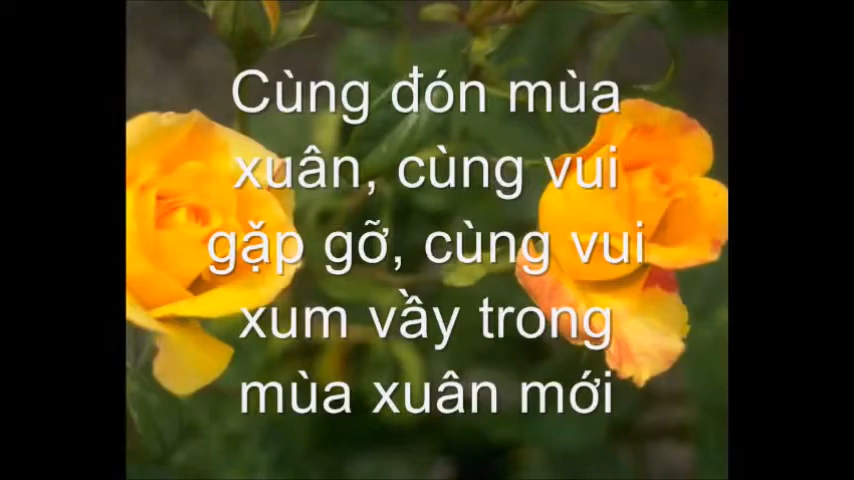 Cùng đón mùa
xuân, cùng vui
gặp gỡ, cùng vui
xum vầy trong
mùa xuân mới